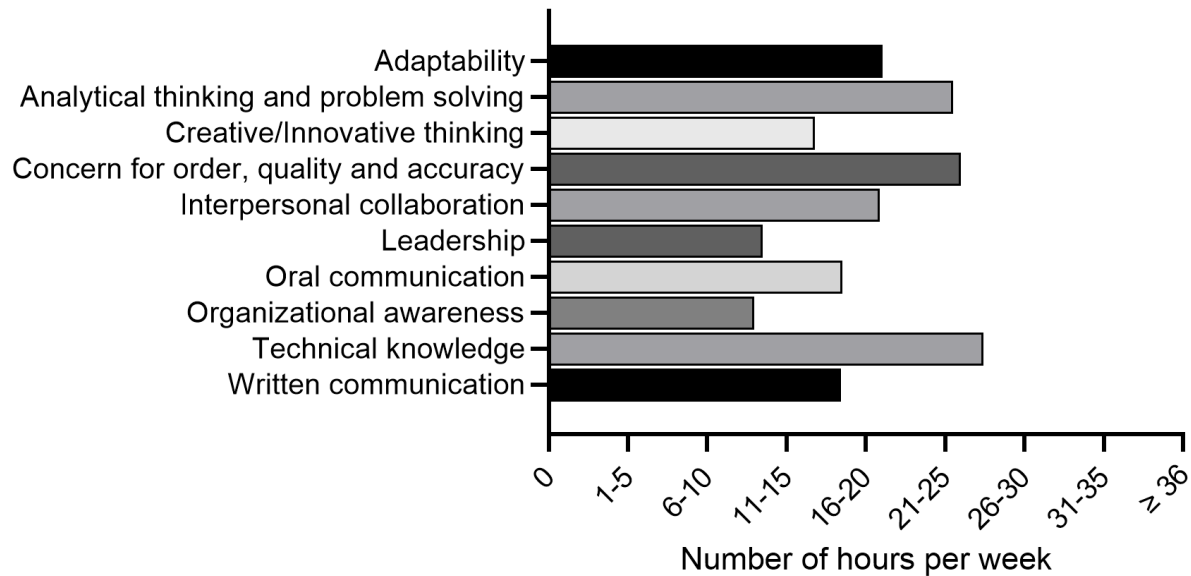 Adaptability
Analytical thinking and problem solving
Creative/Innovative thinking
Concern for order, quality and accuracy
Interpersonal collaboration
Leadership
Oral communication
Organizational awareness
Technical knowledge
Written communication
0
1-5
6-10
11-15
16-20
21-25
26-30
31-35
≥ 36
Number of hours per week